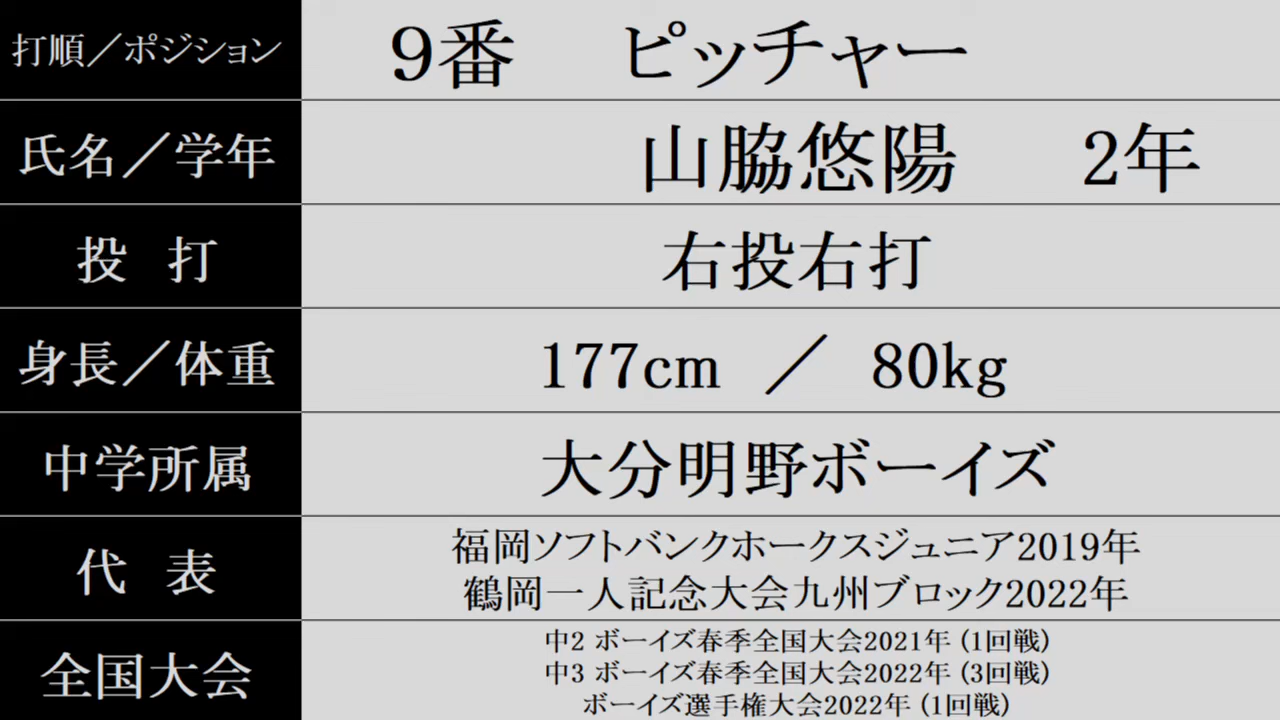 打順／ポジション 9番 ピッチャー
氏名／学年 山脇悠陽 2年
投 打 右投右打
身長／体重 177cm ／ 80kg
中学所属 大分明野ボーイズ
代 表 福岡ソフトバンクホークスジュニア2019年
鶴岡一人記念大会九州ブロック2022年
全国大会 中2 ボーイズ春季全国大会2021年 (1回戦)
中3 ボーイズ春季全国大会2022年 (3回戦)
ボーイズ選手権大会2022年 (1回戦)